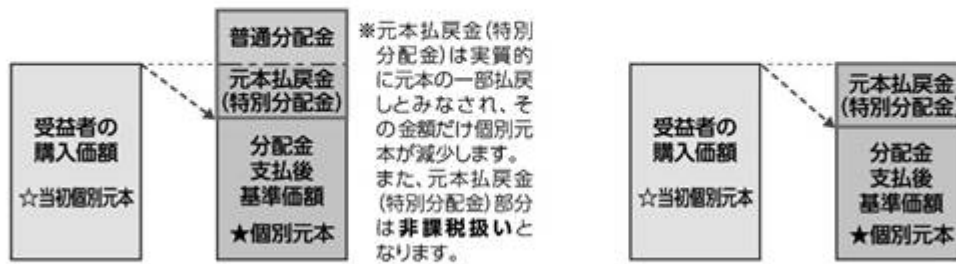 受益者の
購入価額
☆当初個別元本
普通分配金
元本払戻金
(特別分配金)
分配金
支払後
基準価額
★個別元本
※元本払戻金(特別
分配金)は実質的
に元本の一部払戻
しとみなされ、そ
の金額だけ個別元
本が減少します。
また、元本払戻金
(特別分配金)部分
は非課税扱いと
なります。
受益者の
購入価額
☆当初個別元本
元本払戻金
(特別分配金)
分配金
支払後
基準価額
★個別元本